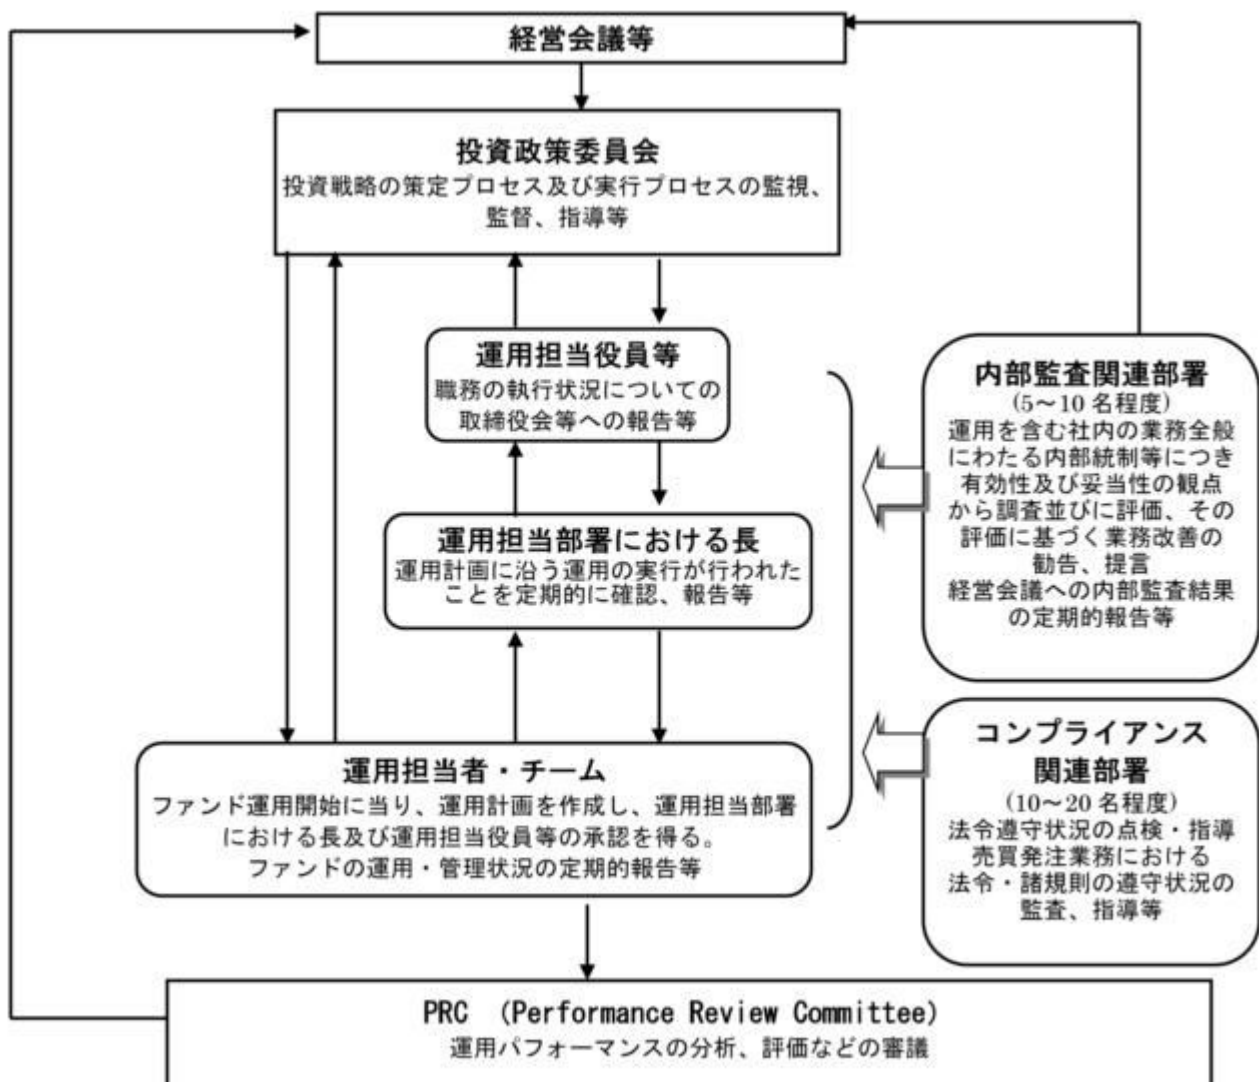 経営会議等
投資政策委員会
投資戦略の策定プロセス及び実行プロセスの監視、
監督、指導等
運用担当役員等
職務の執行状況についての
取締役会等への報告等
運用担当部署における長
運用計画に沿う運用の実行が行われた
ことを定期的に確認、報告等
運用担当者・チーム
ファンド運用開始に当り、運用計画を作成し、運用担当部署
における長及び運用担当役員等の承認を得る。
ファンドの運用・管理状況の定期的報告等
内部監査関連部署
(5~10 名程度)
運用を含む社内の業務全般
にわたる内部統制等につき
有効性及び妥当性の観点
から調査並びに評価、その
評価に基づく業務改善の
勧告、提言
経営会議への内部監査結果
の定期的報告等
コンプライアンス
関連部署
(10~20 名程度)
法令遵守状況の点検・指導
売買発注業務における
法令・諸規則の遵守状況の
監査、指導等
PRC (Performance Review Committee)
運用パフォーマンスの分析、評価などの審議